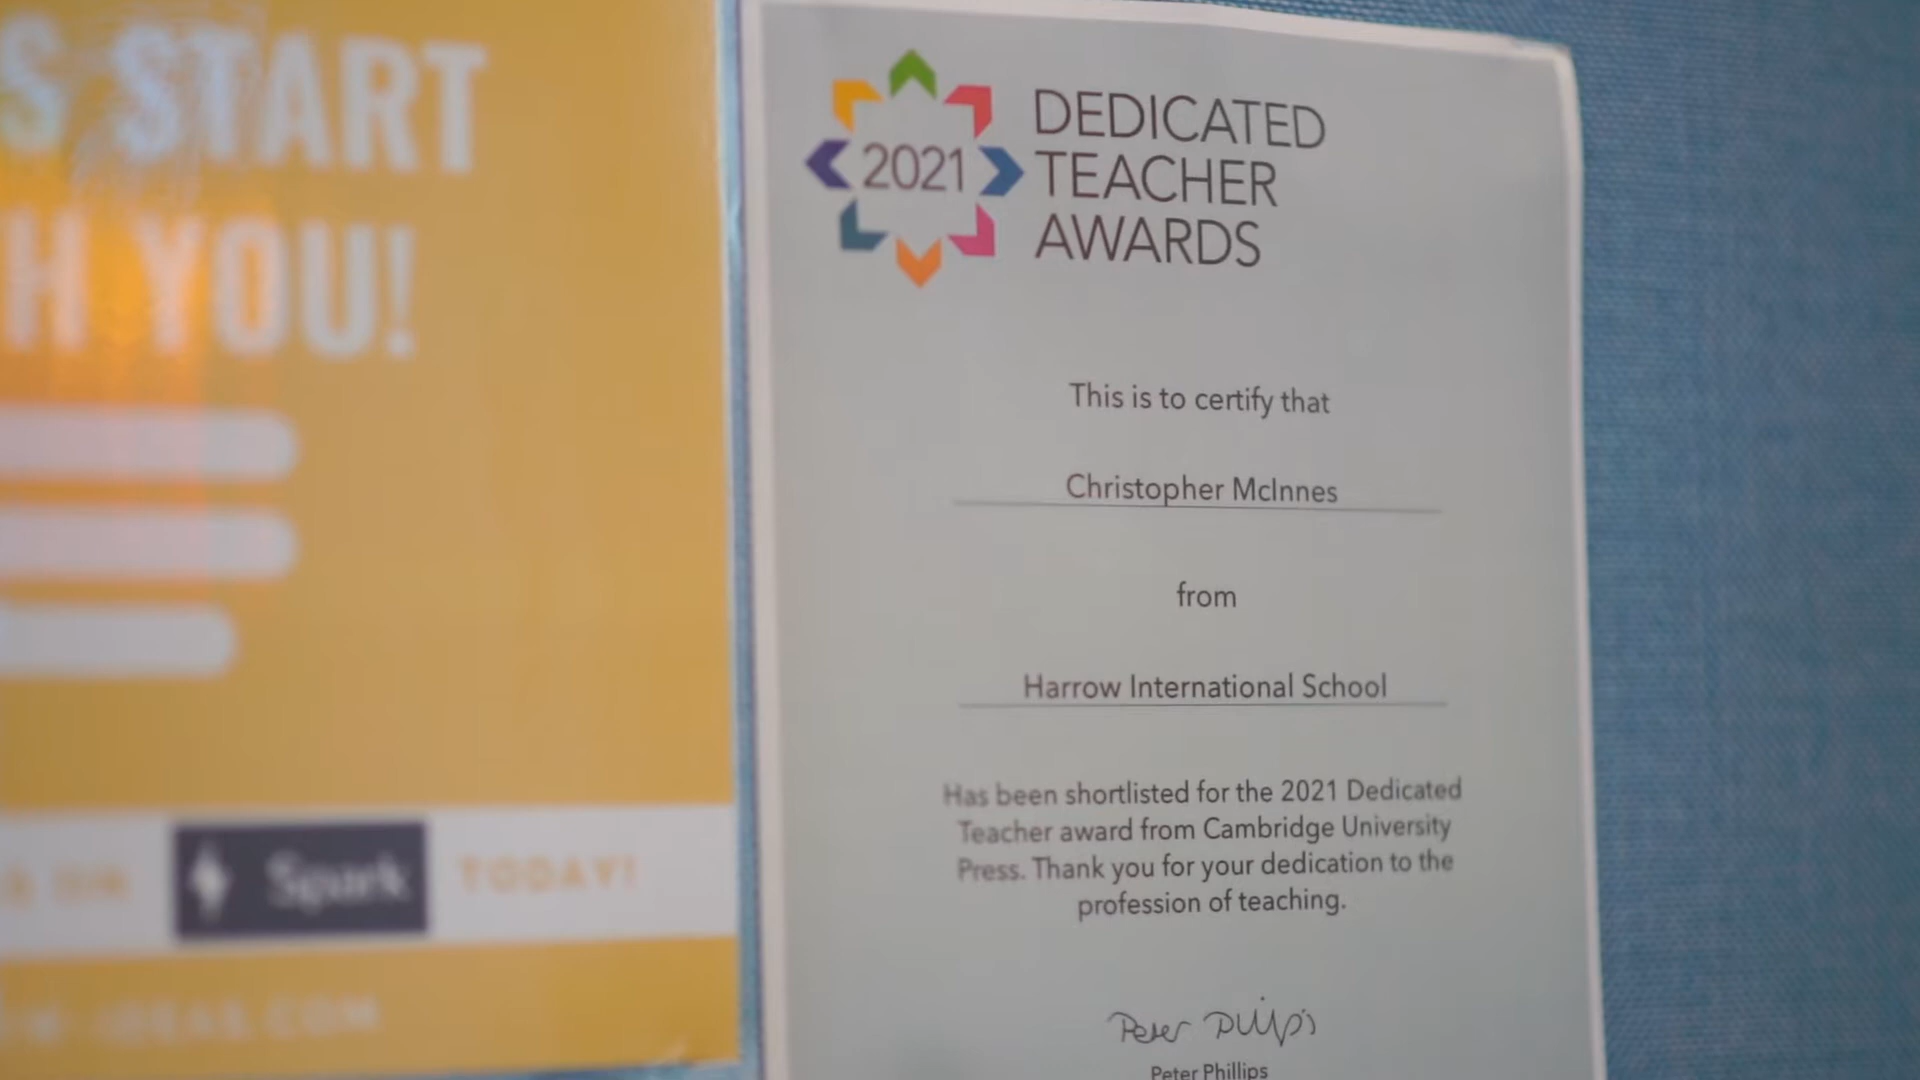 S START
H YOU!
Spark TODAY!
2021
DEDICATED
TEACHER
AWARDS
This is to certify that
Christopher McInnes
from
Harrow International School
Has been shortlisted for the 2021 Dedicated
Teacher award from Cambridge University
Press. Thank you for your dedication to the
profession of teaching.
Peter Phillips
Peter Phillips